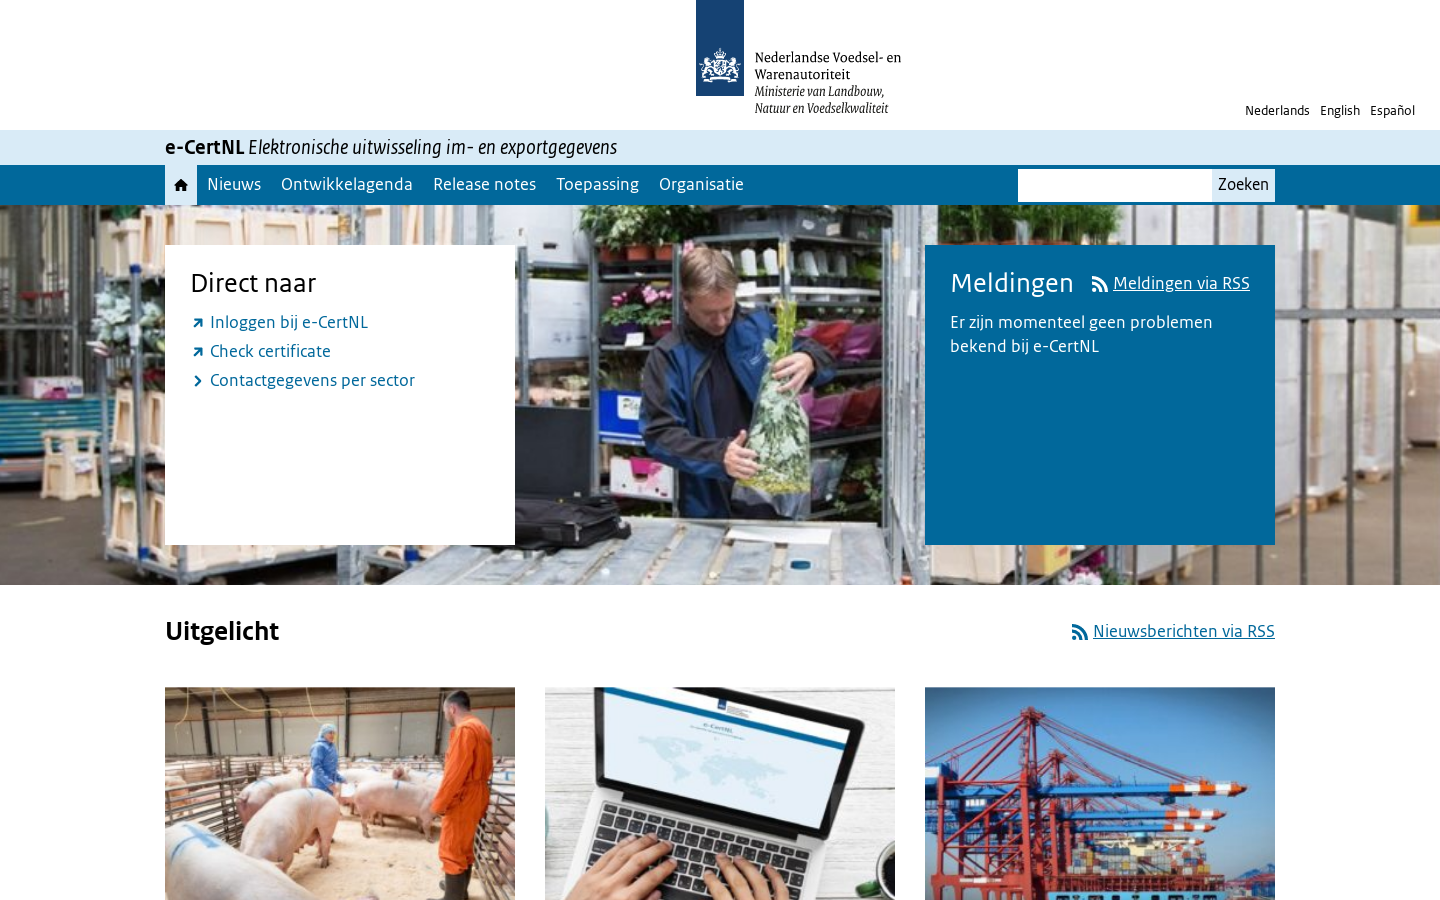 Nederlandse Voedsel- en
Warenautoriteit
Ministerie van Landbouw,
Natuur en Voedselkwaliteit
Nederlands English Español
e-CertNL Elektronische uitwisseling im- en exportgegevens
Nieuws Ontwikkelagenda Release notes Toepassing Organisatie Zoeken
Direct naar
Inloggen bij e-CertNL
Check certificate
Contactgegevens per sector
Meldingen Meldingen via RSS
Er zijn momenteel geen problemen
bekend bij e-CertNL
Uitgelicht
Nieuwsberichten via RSS
e-CertNL